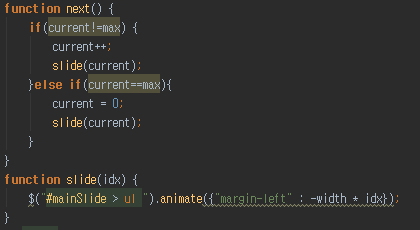 function next() {
if(current!=max) {
current++;
slide(current);
}else if(current==max){
current = 0;
slide(current);
}
}
function slide(idx) {
$("#mainSlide > ul ").animate({"margin-left" : -width * idx});
}